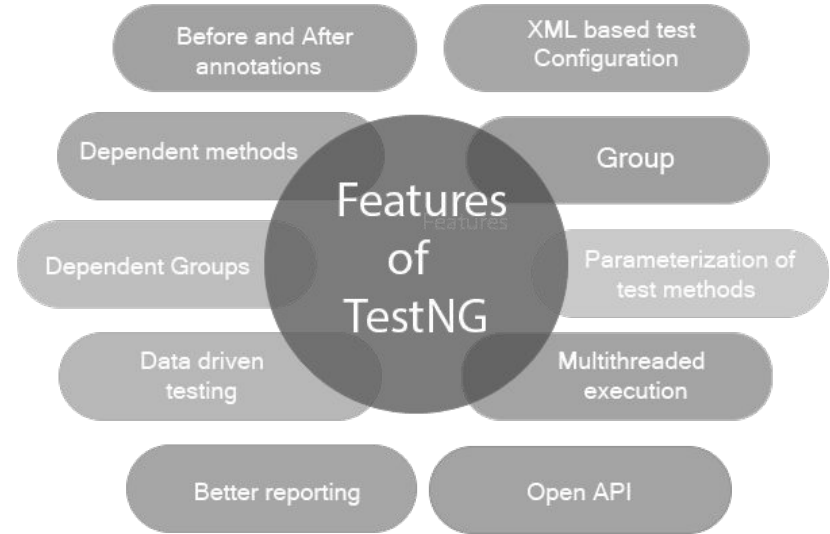 Before and After
annotations
XML based test
Configuration
Dependent methods
Group
Features
Features
of
TestNG
Dependent Groups
Parameterization of
test methods
Data driven
testing
Multithreaded
execution
Better reporting
Open API